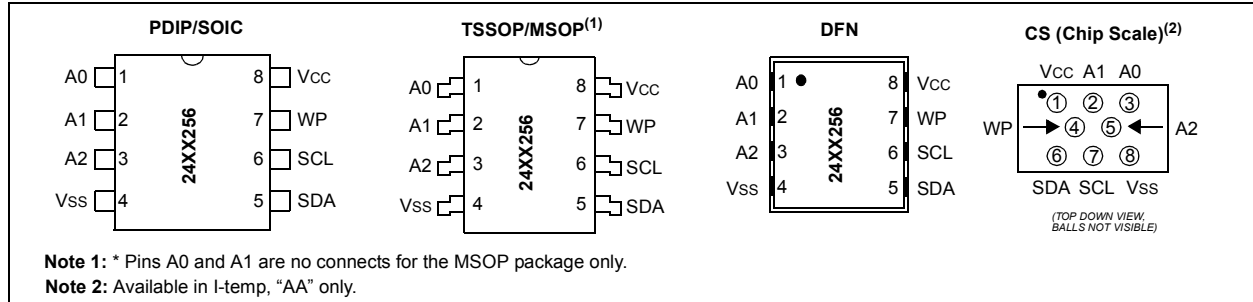 PDIP/SOIC
A0 1 8 VCC
A1 2 7 WP
A2 3 6 SCL
VSS 4 5 SDA
24XX256
TSSOP/MSOP(1)
A0 1 8 VCC
A1 2 7 WP
A2 3 6 SCL
VSS 4 5 SDA
24XX256
DFN
A0 1 8 VCC
A1 2 7 WP
A2 3 6 SCL
VSS 4 5 SDA
24XX256
CS (Chip Scale)(2)
VCC A1 A0
1 2 3
WP 4 5 A2
6 7 8
SDA SCL VSS
(TOP DOWN VIEW,
BALLS NOT VISIBLE)
Note 1: * Pins A0 and A1 are no connects for the MSOP package only.
Note 2: Available in I-temp, “AA” only.